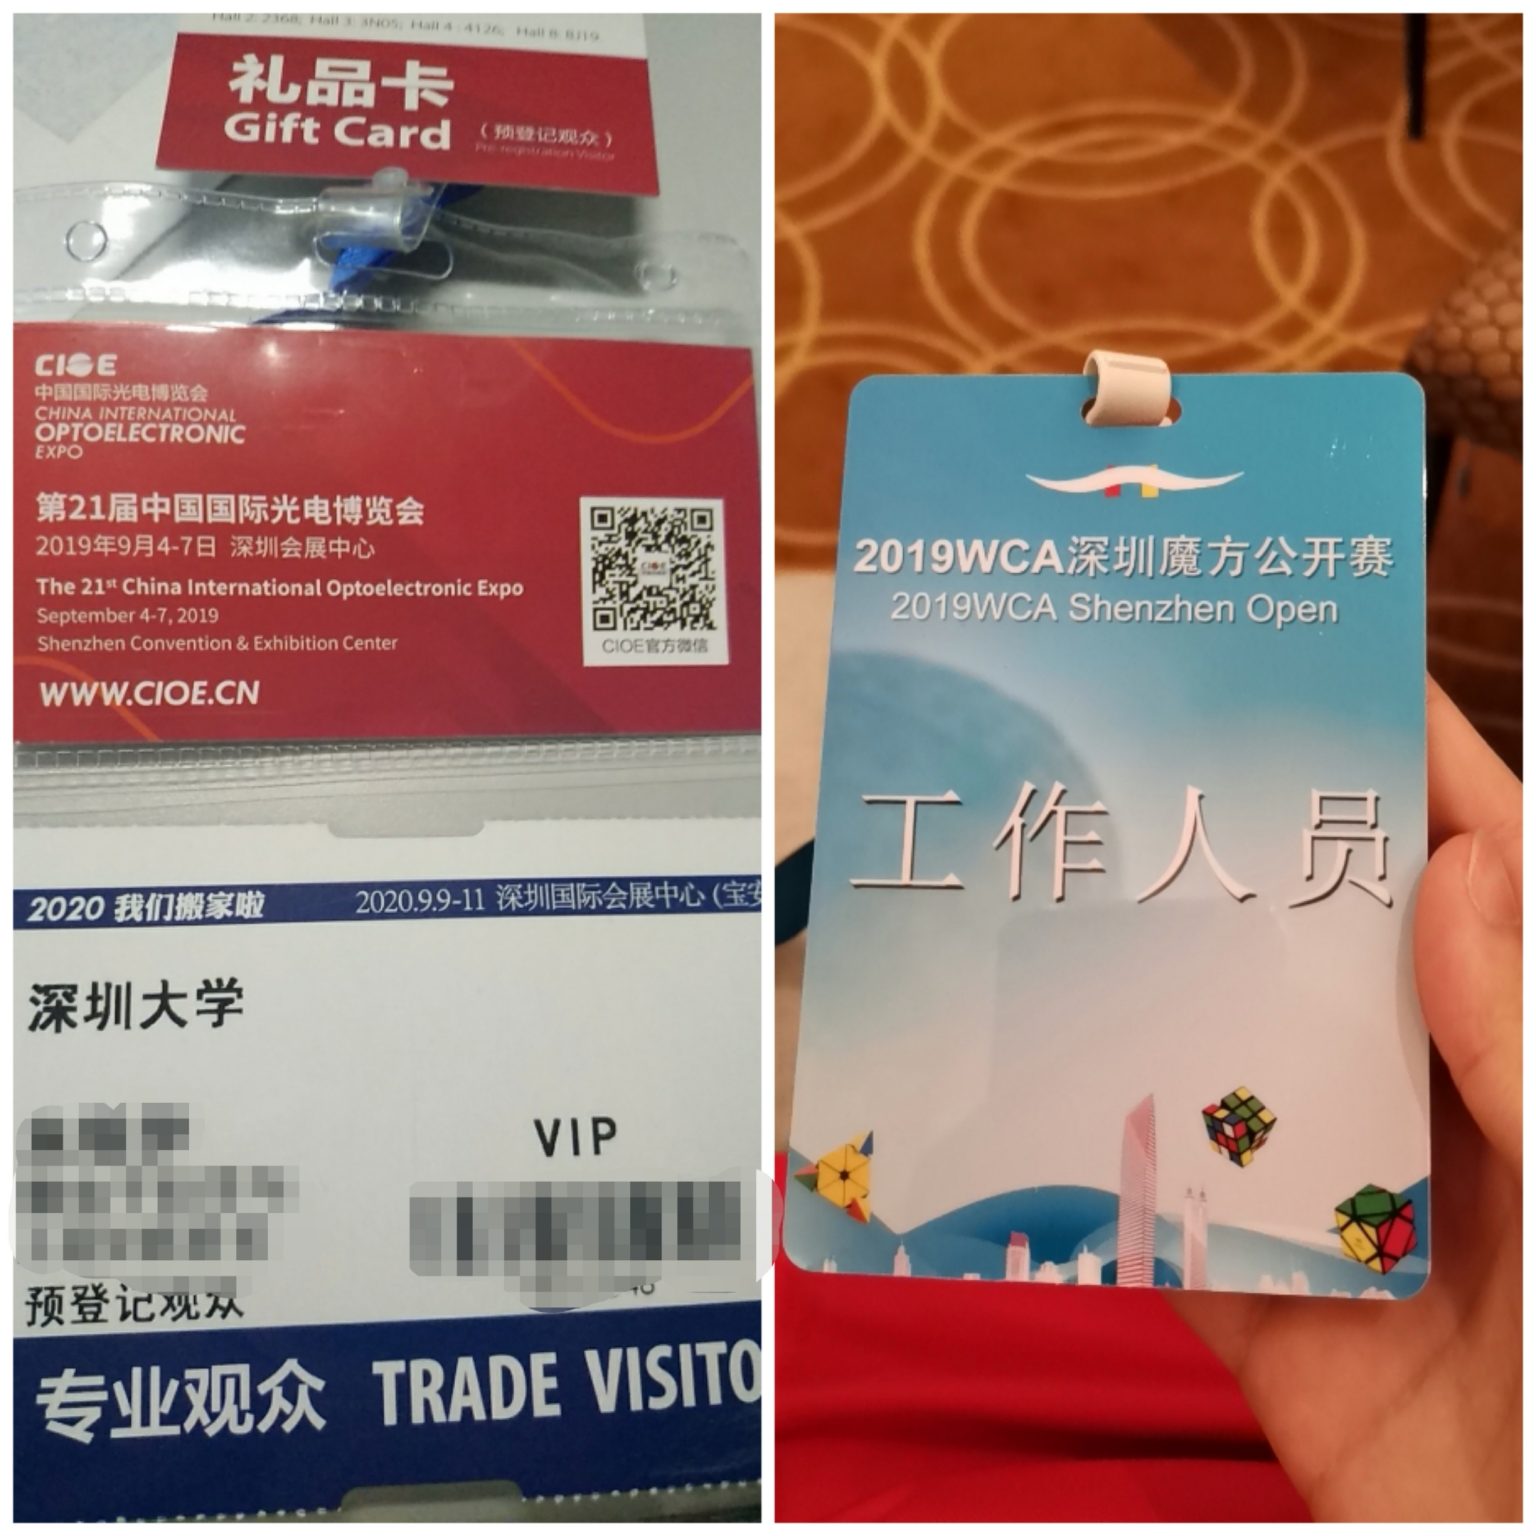 Hall 2: 2368; Hall 3: 3N05; Hall 4 : 4126; Hall 8: 8J19
礼品卡
Gift Card
(预登记观众)
Pre-registration Visitor
CIOE
中国国际光电博览会
CHINA INTERNATIONAL
OPTOELECTRONIC
EXPO
第21届中国国际光电博览会
2019年9月4-7日 深圳会展中心
The 21st China International Optoelectronic Expo
September 4-7, 2019
Shenzhen Convention & Exhibition Center
WWW.CIOE.CN
CIOE
CIOE官方微信
2020 我们搬家啦
2020.9.9-11 深圳国际会展中心 (宝安
深圳大学
VIP
预登记观众
专业观众 TRADE VISITO
2019WCA深圳魔方公开赛
2019WCA Shenzhen Open
工作人员